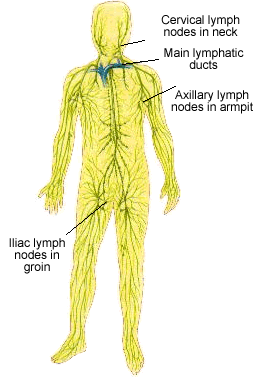 Cervical lymph
nodes in neck
Main lymphatic
ducts
Axillary lymph
nodes in armpit
Iliac lymph
nodes in
groin